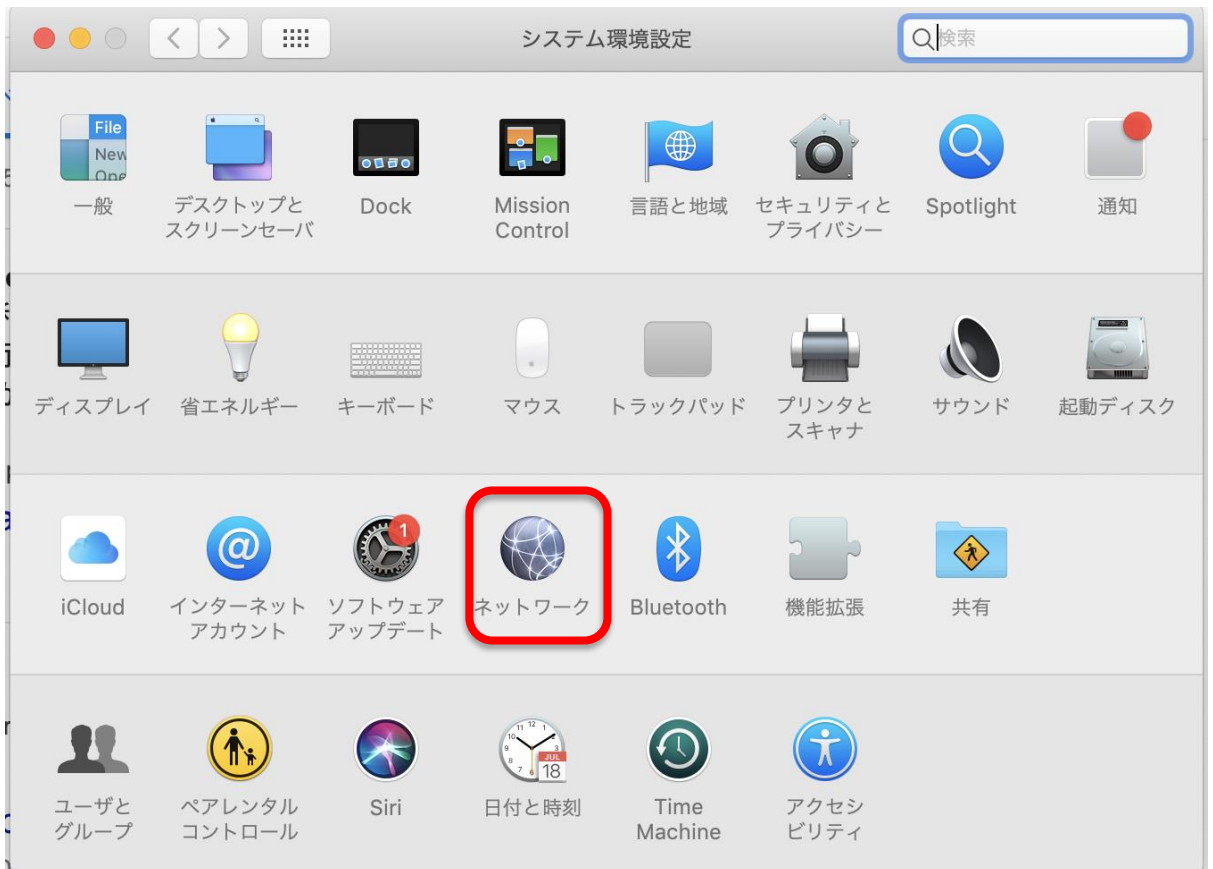 システム環境設定
検索
File
New
Ope
一般
デスクトップと
スクリーンセーバ
Dock
Mission
Control
言語と地域
セキュリティと
プライバシー
Spotlight
通知
ディスプレイ
省エネルギー
キーボード
マウス
トラックパッド
プリンタと
スキャナ
サウンド
起動ディスク
iCloud
@
インターネット
アカウント
1
ソフトウェア
アップデート
ネットワーク
Bluetooth
機能拡張
共有
ユーザと
グループ
ペアレンタル
コントロール
Siri
JUL
18
日付と時刻
Time
Machine
アクセシ
ビリティ